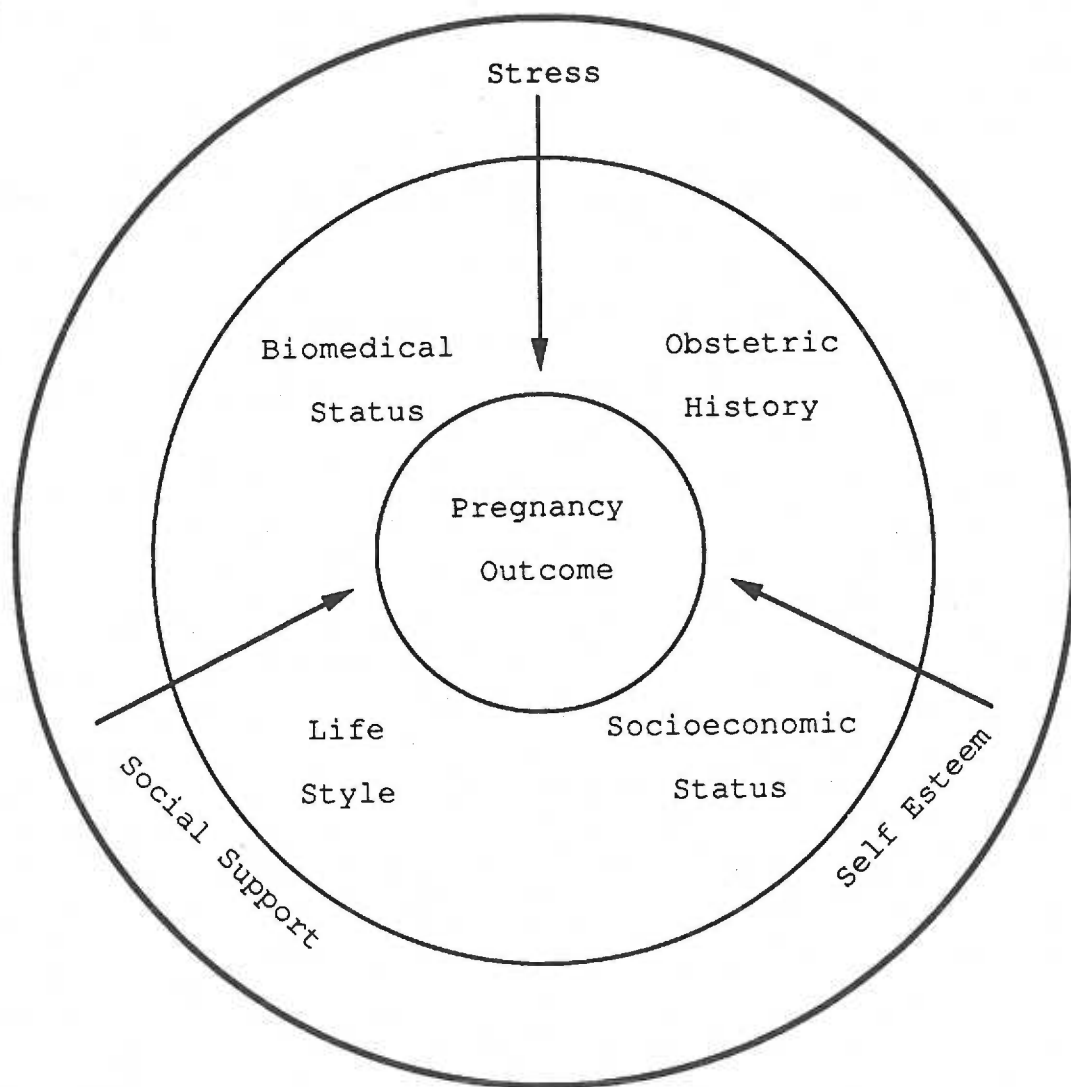 Stress
Biomedical
Status
Obstetric
History
Pregnancy
Outcome
Life
Style
Socioeconomic
Status
Social Support
Self Esteem